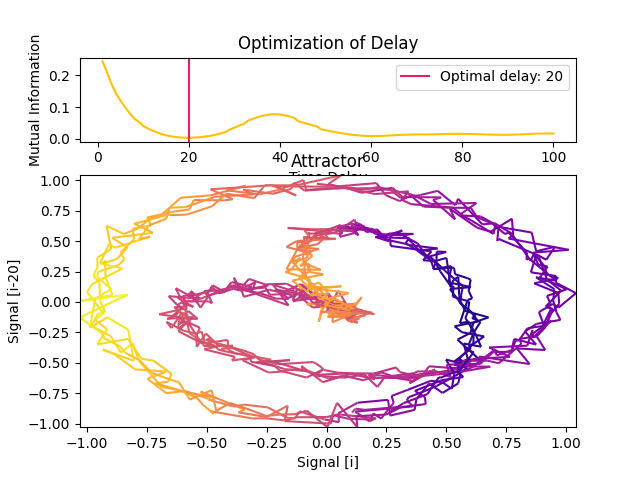 Optimization of Delay
Mutual Information
0.2
0.1
0.0
Optimal delay: 20
0 20 40 60 80 100
Time Delay
Attractor
Signal [i-20]
1.00
0.75
0.50
0.25
0.00
−0.25
−0.50
−0.75
−1.00
−1.00 −0.75 −0.50 −0.25 0.00 0.25 0.50 0.75 1.00
Signal [i]